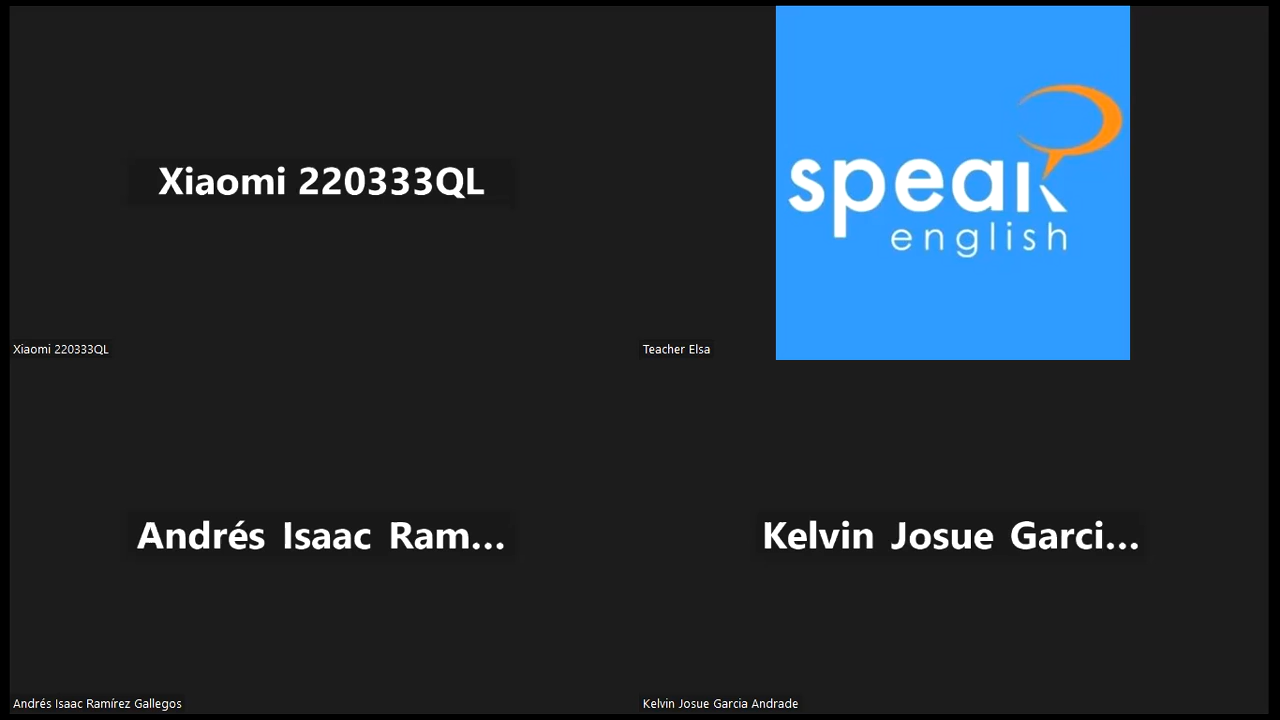 Xiaomi 220333QL
speak
english
Xiaomi 220333QL
Teacher Elsa
Andrés Isaac Ram...
Kelvin Josue Garci...
Andrés Isaac Ramírez Gallegos
Kelvin Josue Garcia Andrade